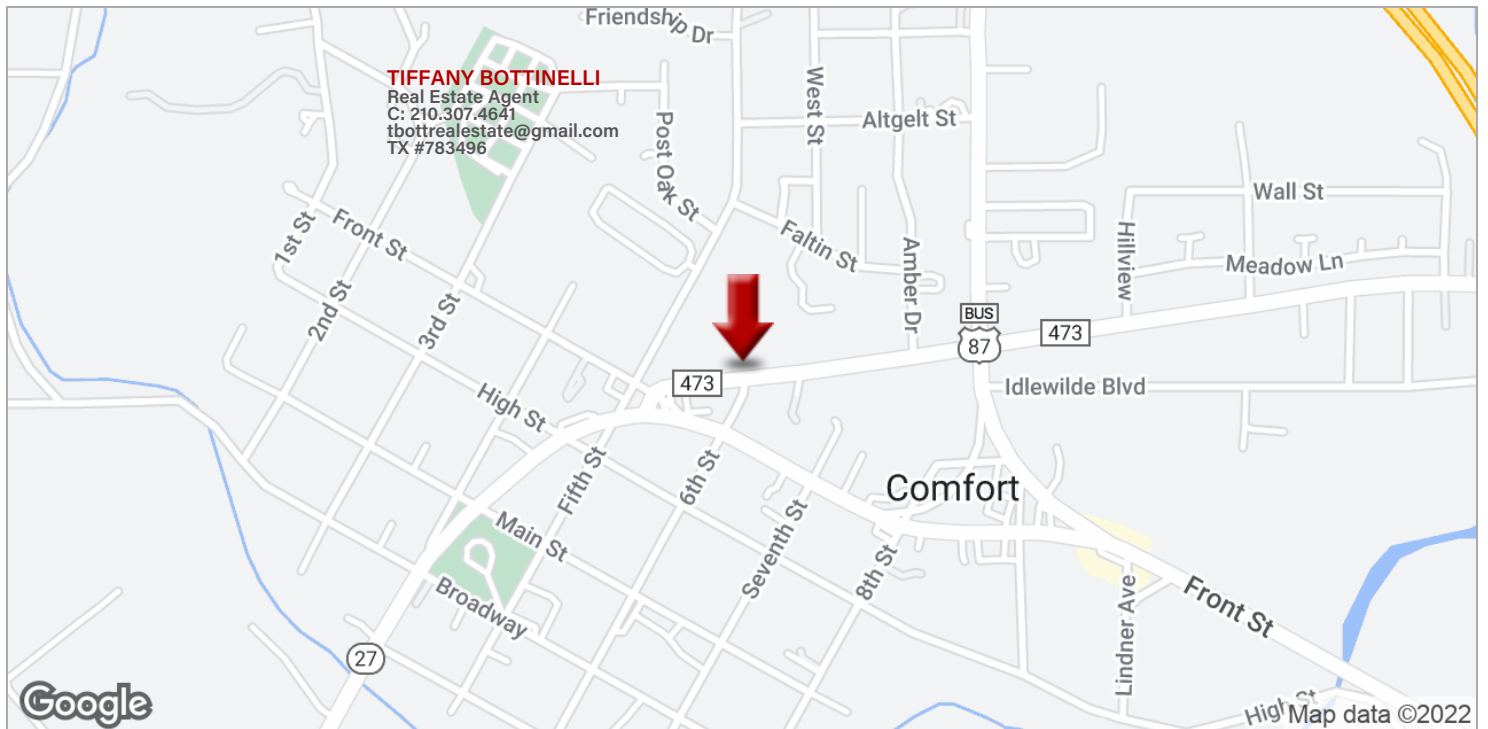 Friendship Dr
TIFFANY BOTTINELLI
Real Estate Agent
C: 210.307.4641
tbottrealestate@gmail.com
TX #783496
West St
Altgelt St
Post Oak St
Wall St
1st St
Front St
Faltin St
Amber Dr
Hillview
Meadow Ln
2nd St
3rd St
BUS
87
473
473
Idlewilde Blvd
High St
Comfort
Fifth St
6th St
Main St
Seventh St
8th St
Broadway
Lindner Ave
Front St
27
Google
High St
Map data ©2022